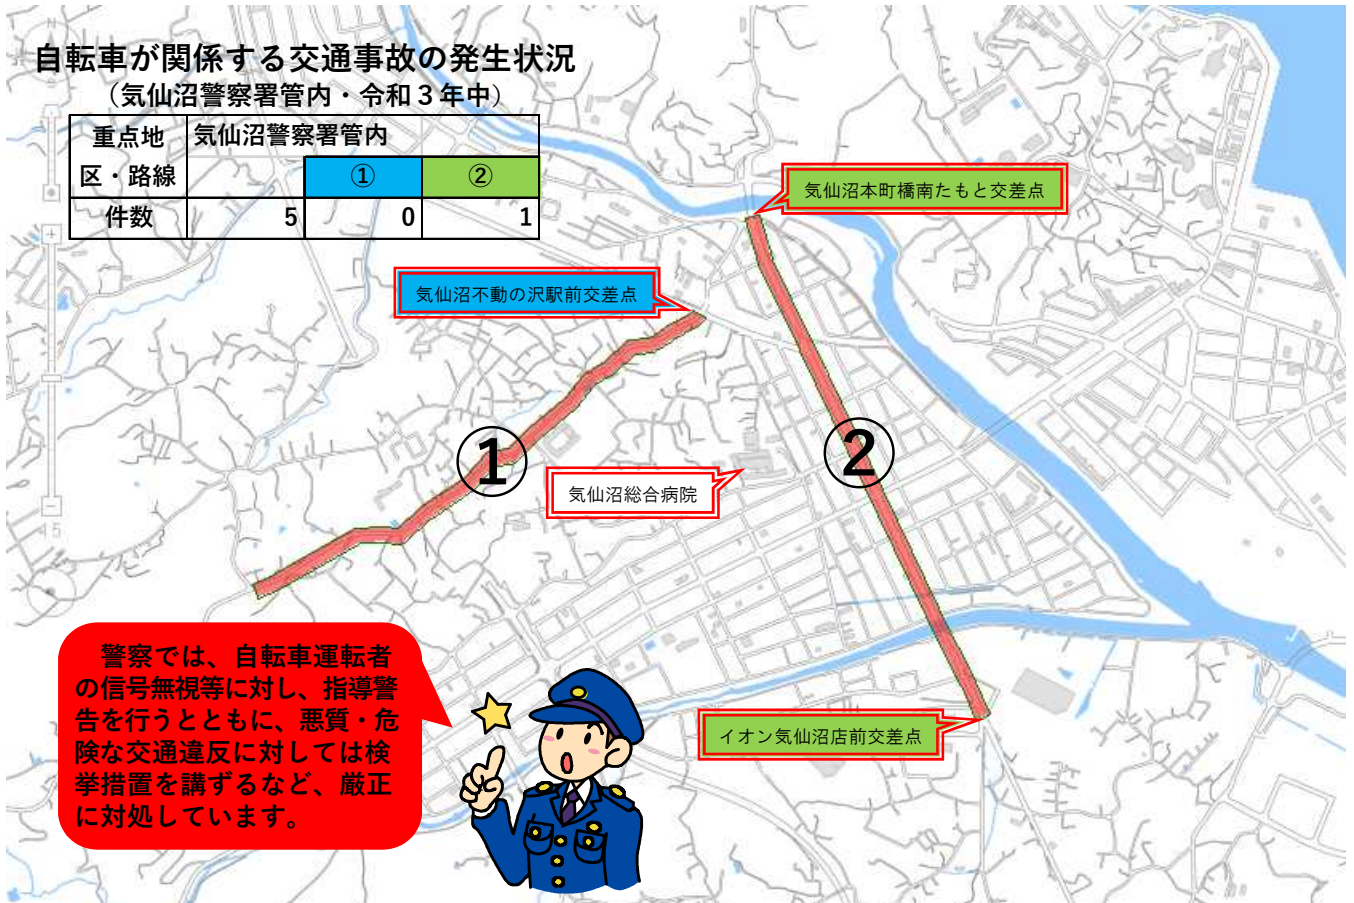 自転車が関係する交通事故の発生状況
（気仙沼警察署管内・令和３年中）
重点地 気仙沼警察署管内
区・路線 ① ②
件数 5 0 1
気仙沼本町橋南たもと交差点
気仙沼不動の沢駅前交差点
① ②
気仙沼総合病院
イオン気仙沼店前交差点
警察では、自転車運転者
の信号無視等に対し、指導警
告を行うとともに、悪質・危
険な交通違反に対しては検
挙措置を講ずるなど、厳正
に対処しています。